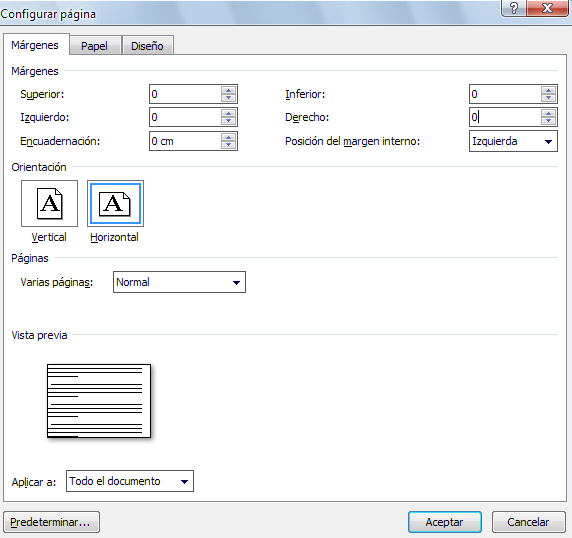 Configurar página
Márgenes Papel Diseño
Márgenes
Superior: 0 Inferior: 0
Izquierdo: 0 Derecho: 0
Encuadernación: 0 cm Posición del margen interno: Izquierda
Orientación
A A
Vertical Horizontal
Páginas
Varias páginas: Normal
Vista previa
Aplicar a: Todo el documento
Predeterminar... Aceptar Cancelar